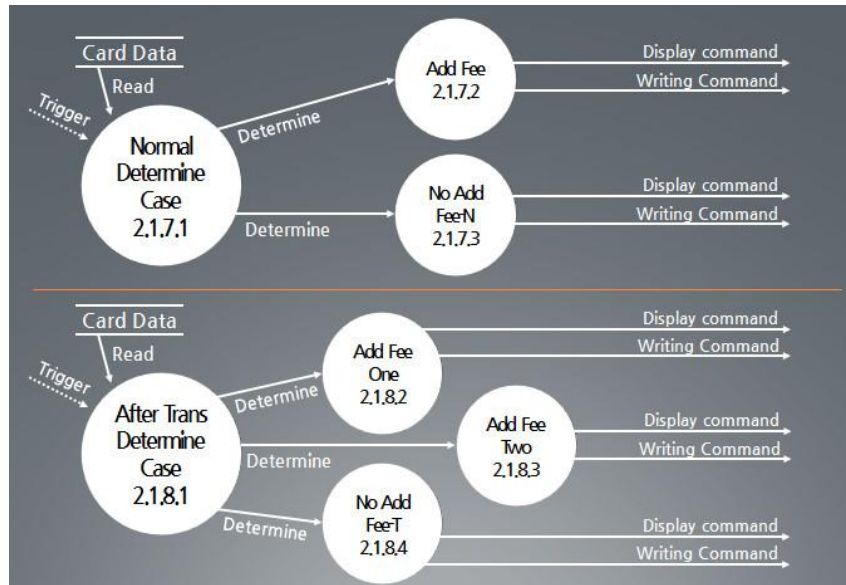 Card Data
Read
Trigger
Normal
Determine
Case
2.1.7.1
Determine
Add Fee
2.1.7.2
Display command
Writing Command
Determine
No Add
Fee-N
2.1.7.3
Display command
Writing Command
Card Data
Read
Trigger
After Trans
Determine
Case
2.1.8.1
Determine
Add Fee
One
2.1.8.2
Display command
Writing Command
Determine
Add Fee
Two
2.1.8.3
Display command
Writing Command
Determine
No Add
Fee-T
2.1.8.4
Display command
Writing Command